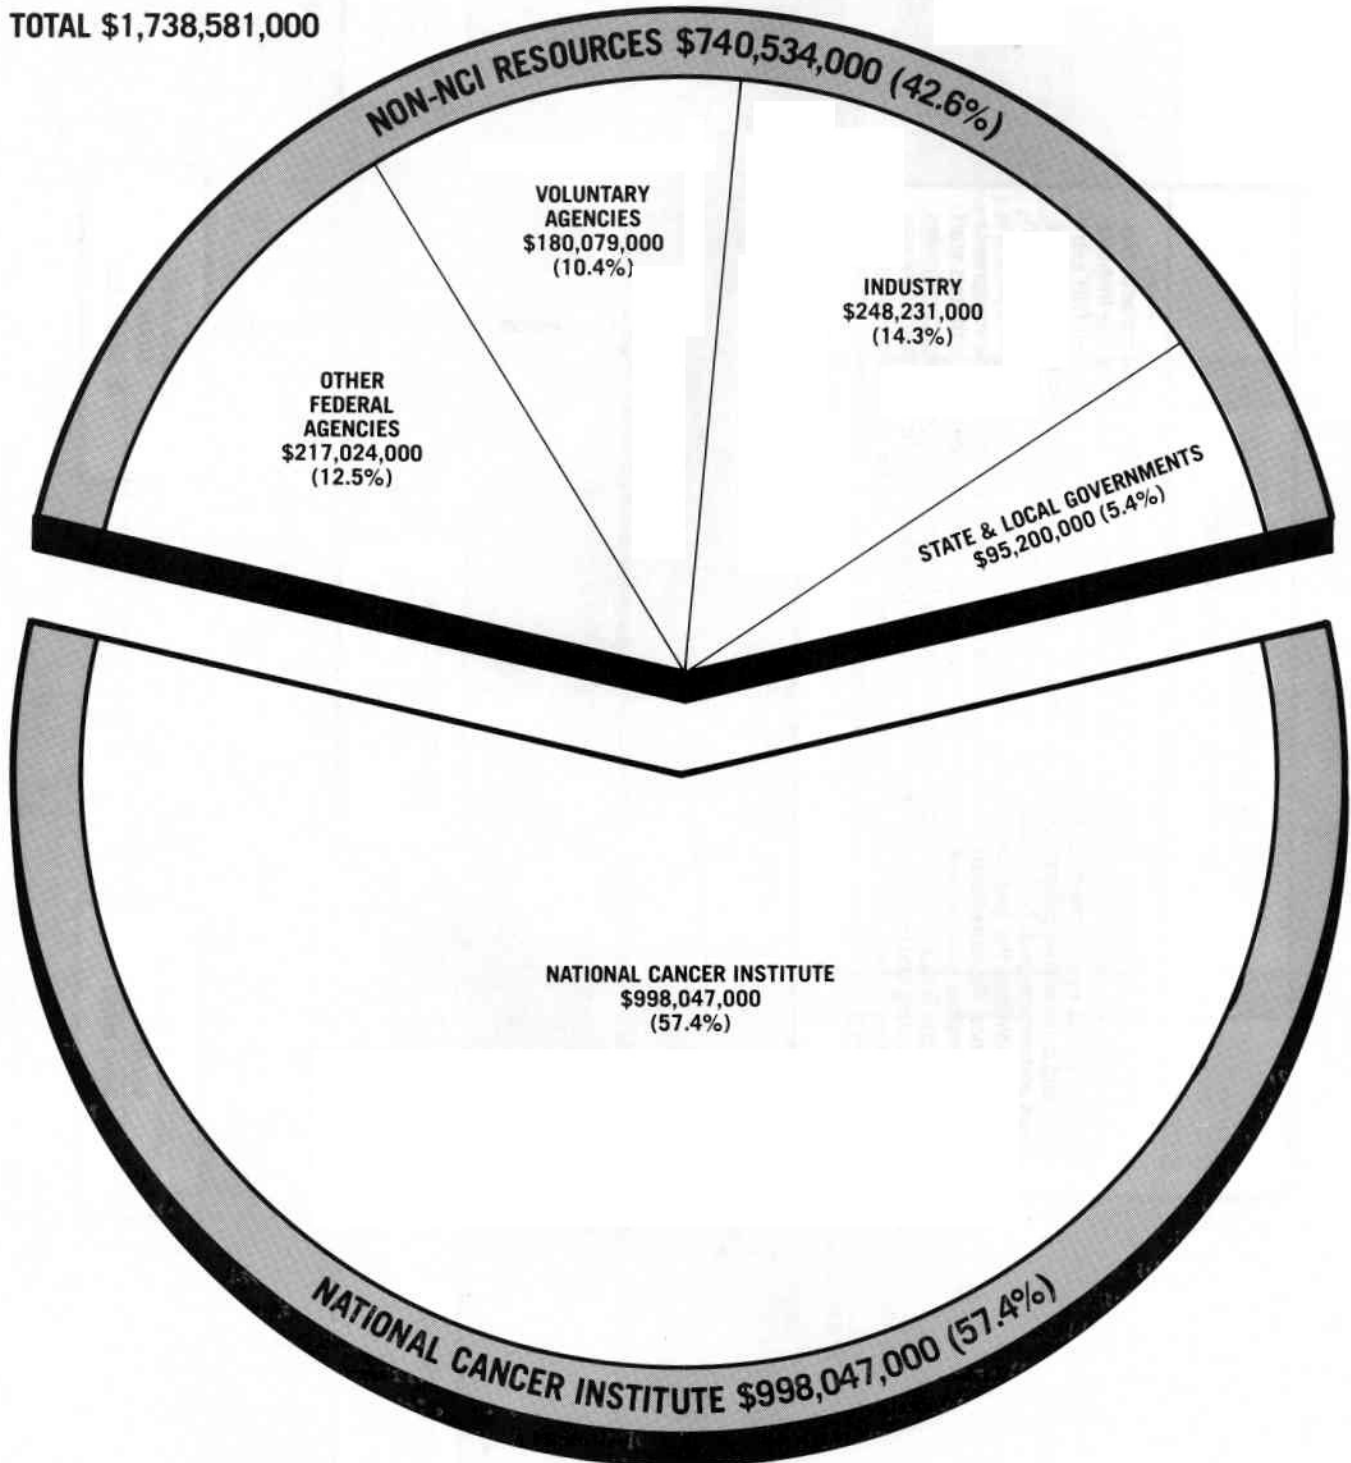 TOTAL $1,738,581,000
NON-NCI RESOURCES $740,534,000 (42.6%)
VOLUNTARY
AGENCIES
$180,079,000
(10.4%)
INDUSTRY
$248,231,000
(14.3%)
OTHER
FEDERAL
AGENCIES
$217,024,000
(12.5%)
STATE & LOCAL GOVERNMENTS
$95,200,000 (5.4%)
NATIONAL CANCER INSTITUTE
$998,047,000
(57.4%)
NATIONAL CANCER INSTITUTE $998,047,000 (57.4%)